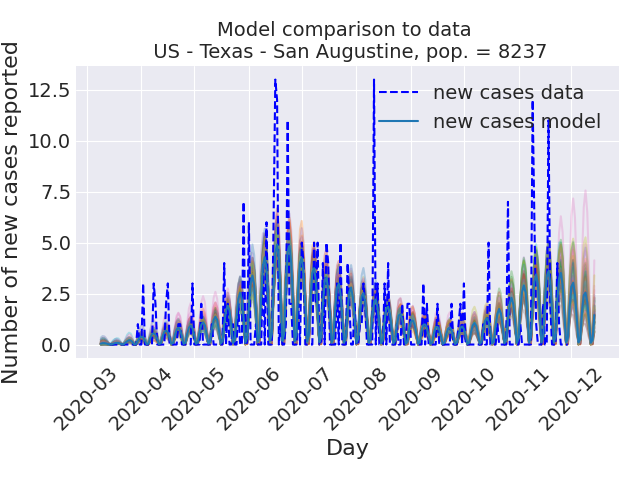 Model comparison to data
US - Texas - San Augustine, pop. = 8237
Number of new cases reported
12.5
10.0
7.5
5.0
2.5
0.0
new cases data
new cases model
2020-03
2020-04
2020-05
2020-06
2020-07
2020-08
2020-09
2020-10
2020-11
2020-12
Day